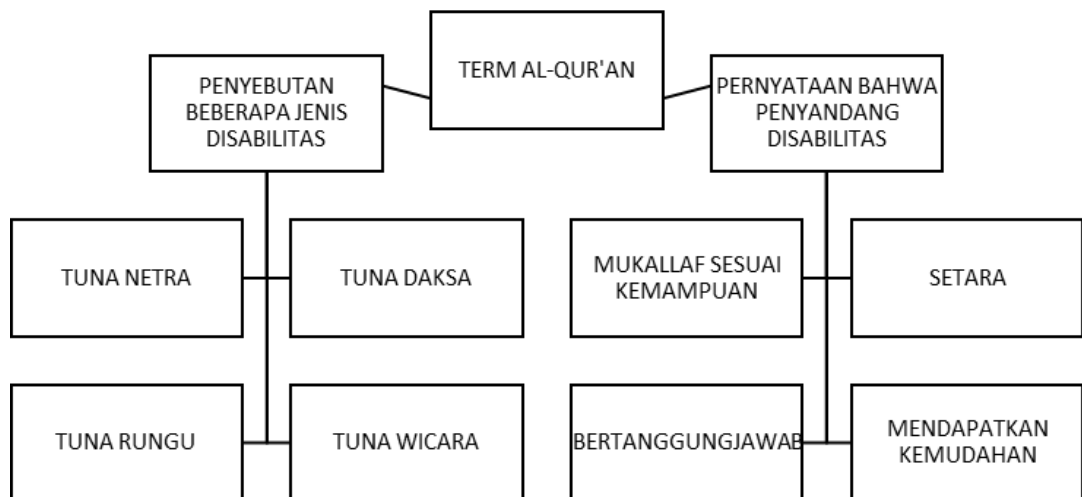 TERM AL-QUR'AN
PENYEBUTAN
BEBERAPA JENIS
DISABILITAS
PERNYATAAN BAHWA
PENYANDANG
DISABILITAS
TUNA NETRA
TUNA DAKSA
MUKALLAF SESUAI
KEMAMPUAN
SETARA
TUNA RUNGU
TUNA WICARA
BERTANGGUNGJAWAB
MENDAPATKAN
KEMUDAHAN